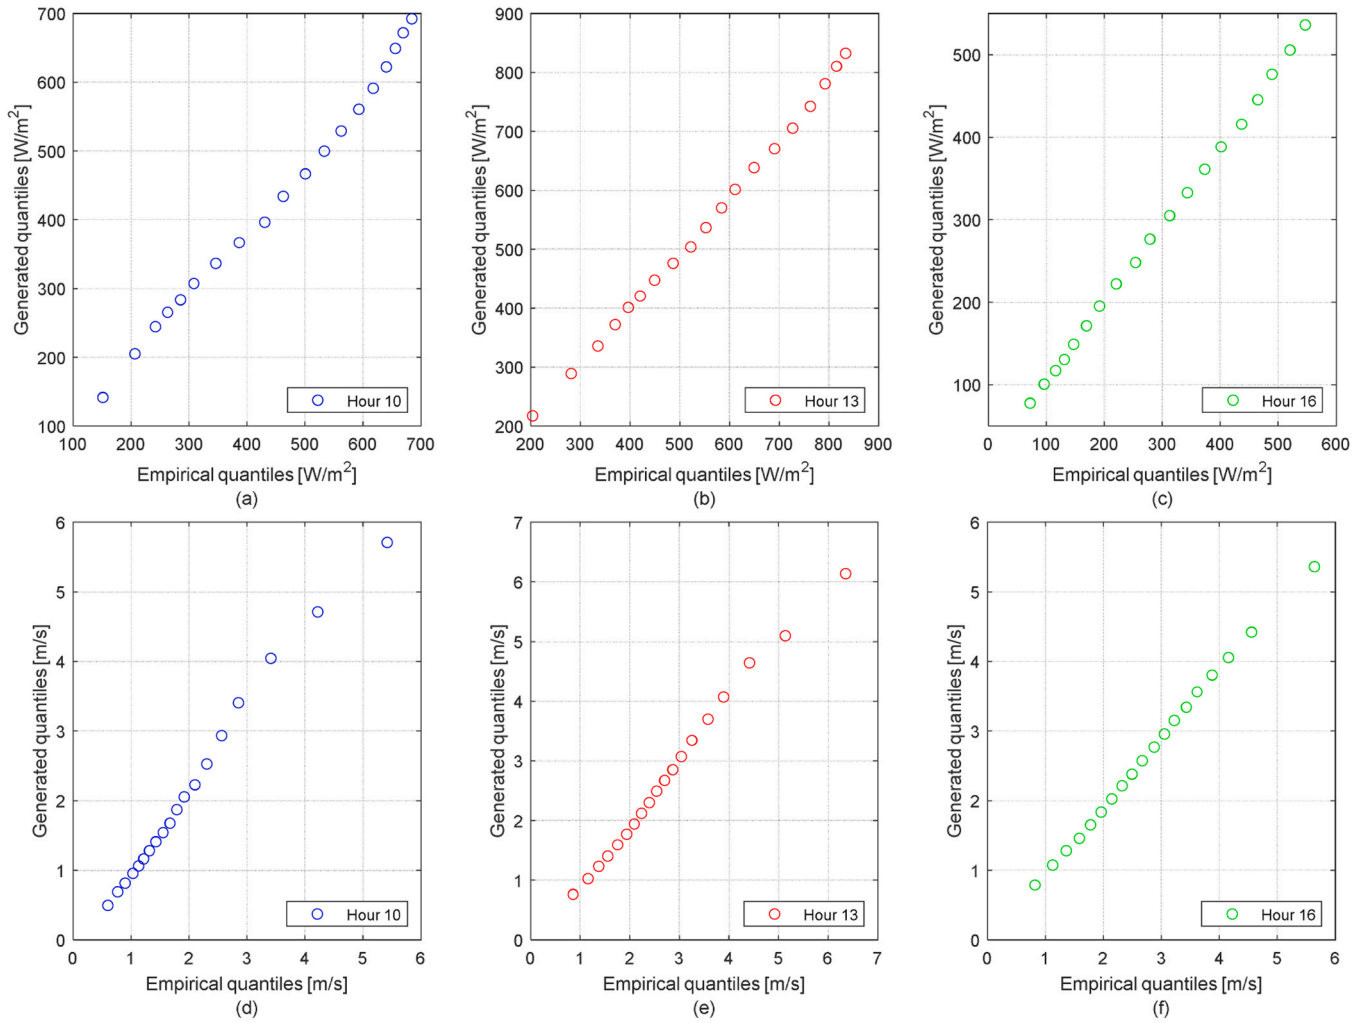 700
600
500
400
300
200
100
Generated quantiles [W/m²]
100 200 300 400 500 600 700
Hour 10
Empirical quantiles [W/m²]
(a)
900
800
700
600
500
400
300
200
Generated quantiles [W/m²]
200 300 400 500 600 700 800 900
Hour 13
Empirical quantiles [W/m²]
(b)
500
400
300
200
100
Generated quantiles [W/m²]
0 100 200 300 400 500 600
Hour 16
Empirical quantiles [W/m²]
(c)
6
5
4
3
2
1
0
Generated quantiles [m/s]
0 1 2 3 4 5 6
Hour 10
Empirical quantiles [m/s]
(d)
7
6
5
4
3
2
1
0
Generated quantiles [m/s]
0 1 2 3 4 5 6 7
Hour 13
Empirical quantiles [m/s]
(e)
6
5
4
3
2
1
0
Generated quantiles [m/s]
0 1 2 3 4 5 6
Hour 16
Empirical quantiles [m/s]
(f)